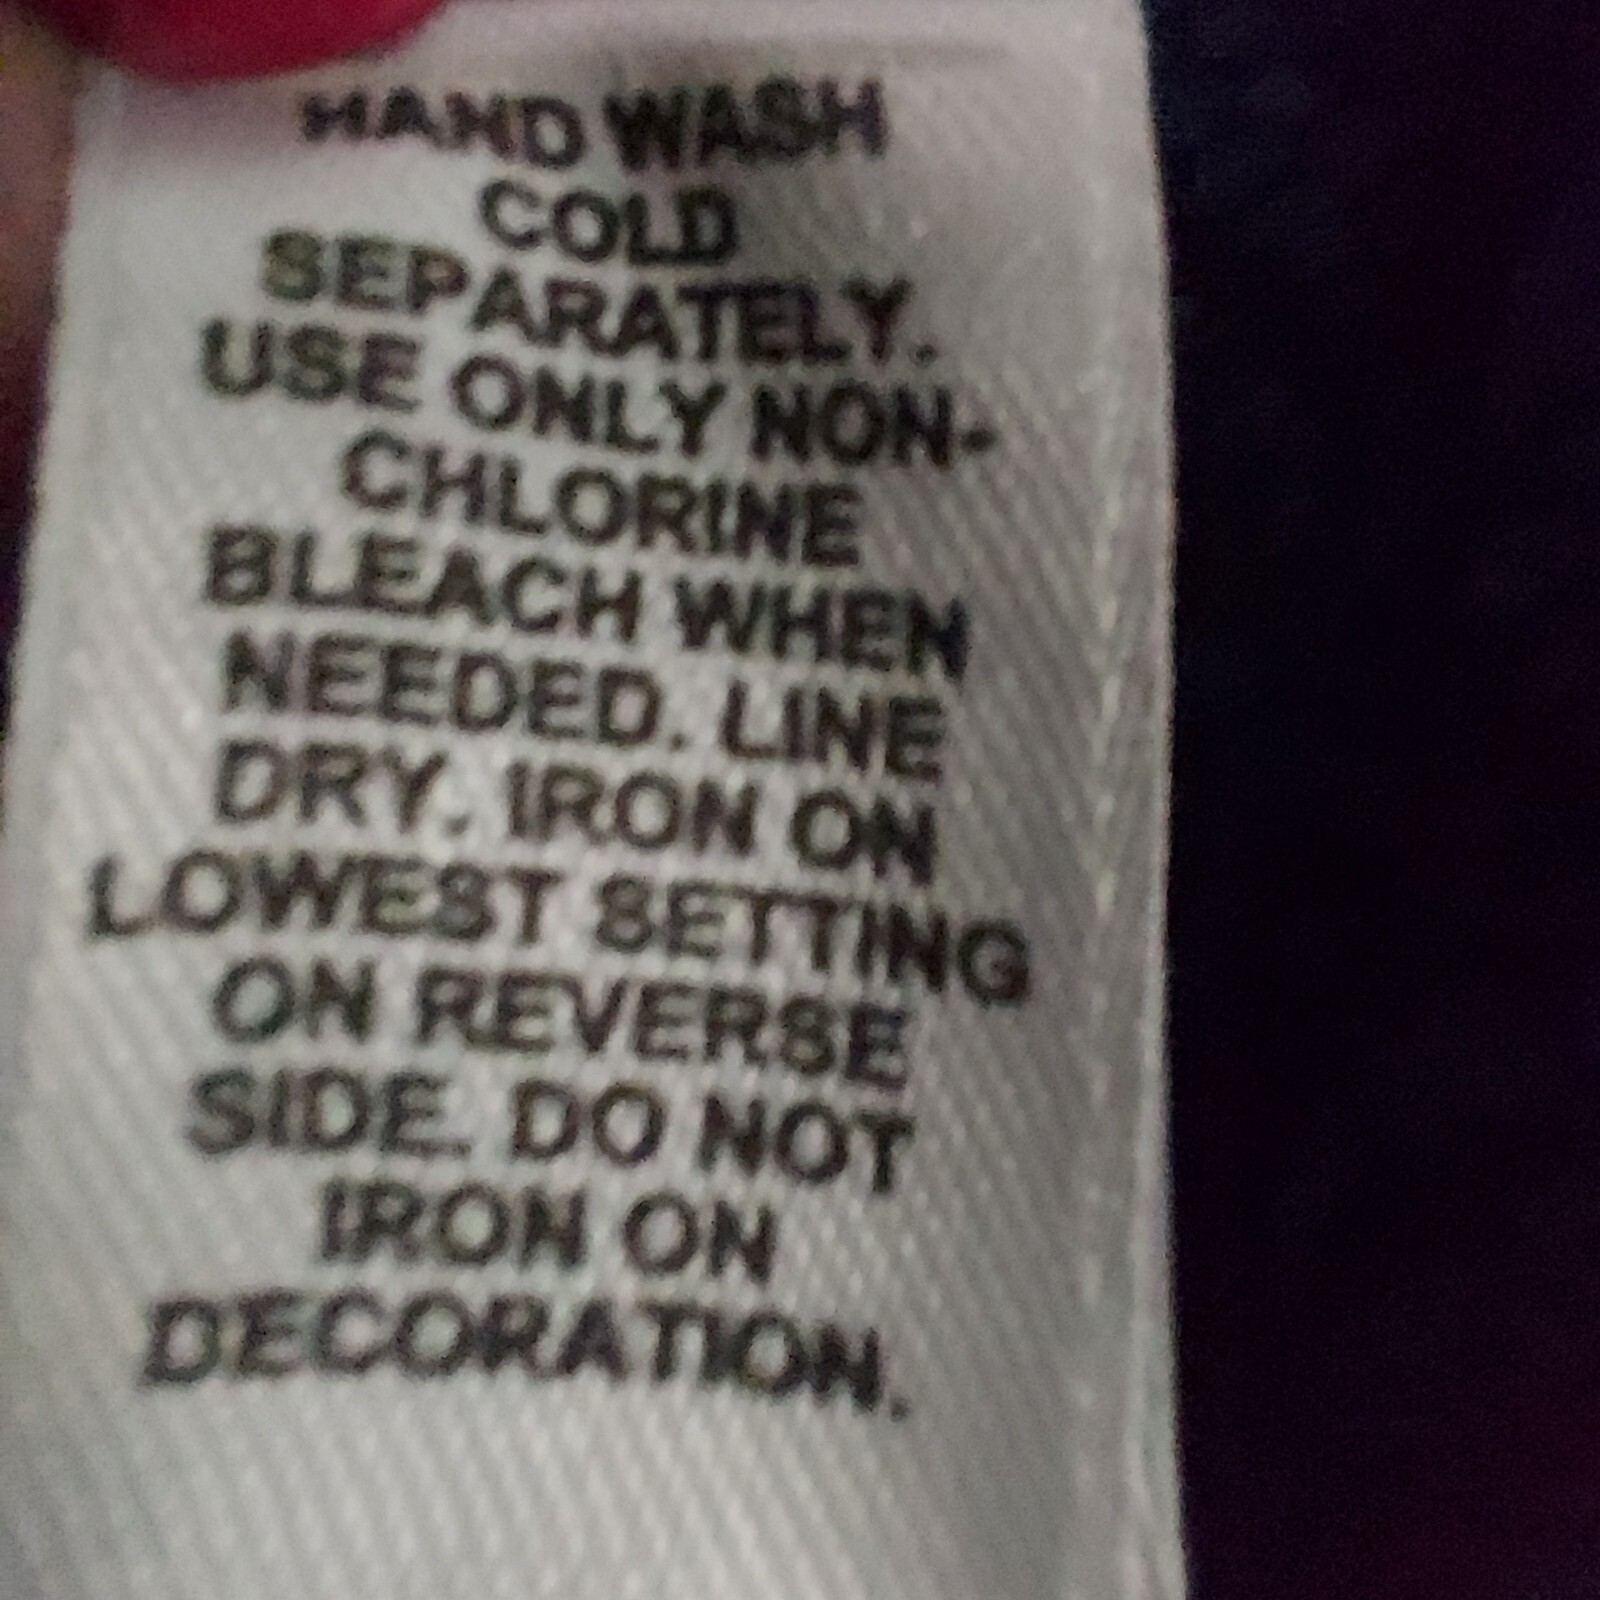 HAND WASH
COLD
SEPARATELY.
USE ONLY NON-
CHLORINE
BLEACH WHEN
NEEDED. LINE
DRY. IRON ON
LOWEST SETTING
ON REVERSE
SIDE. DO NOT
IRON ON
DECORATION.